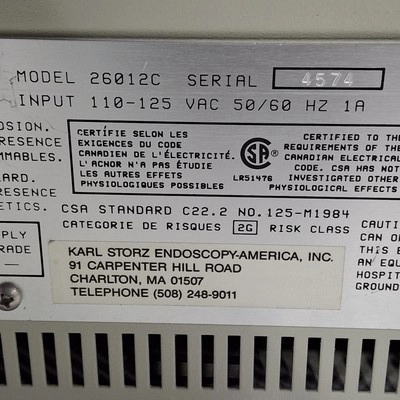 MODEL 26012C SERIAL 4574
INPUT 110-125 VAC 50/60 HZ 1A
OSION.
PRESENCE
MMABLES.
ARD.
RESENCE
ETICS.
PLY
RADE
—
CERTIFIE SELON LES
EXIGENCES DU CODE
CANADIEN DE L'ÉLECTRICITÉ.
L'ACNOR N'A PAS ÉTUDIÉ
LES AUTRES EFFETS
PHYSIOLOGIQUES POSSIBLES
SA
LR51476
CERTIFIED TO THE
REQUIREMENTS OF THE
CANADIAN ELECTRICAL
CODE. CSA HAS NOT
INVESTIGATED OTHER
PHYSIOLOGICAL EFFECTS
CSA STANDARD C22.2 NO.125-M1984
CATEGORIE DE RISQUES 2G RISK CLASS
CAUTI
CAN O
THIS E
AN EQU
HOSPIT
GRADE
KARL STORZ ENDOSCOPY-AMERICA, INC.
91 CARPENTER HILL ROAD
CHARLTON, MA 01507
TELEPHONE (508) 248-9011